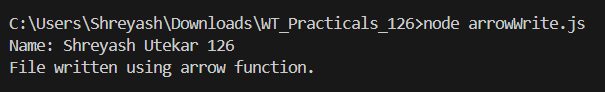 C:\Users\Shreyash\Downloads\WT_Practicals_126>node arrowWrite.js
Name: Shreyash Utekar 126
File written using arrow function.